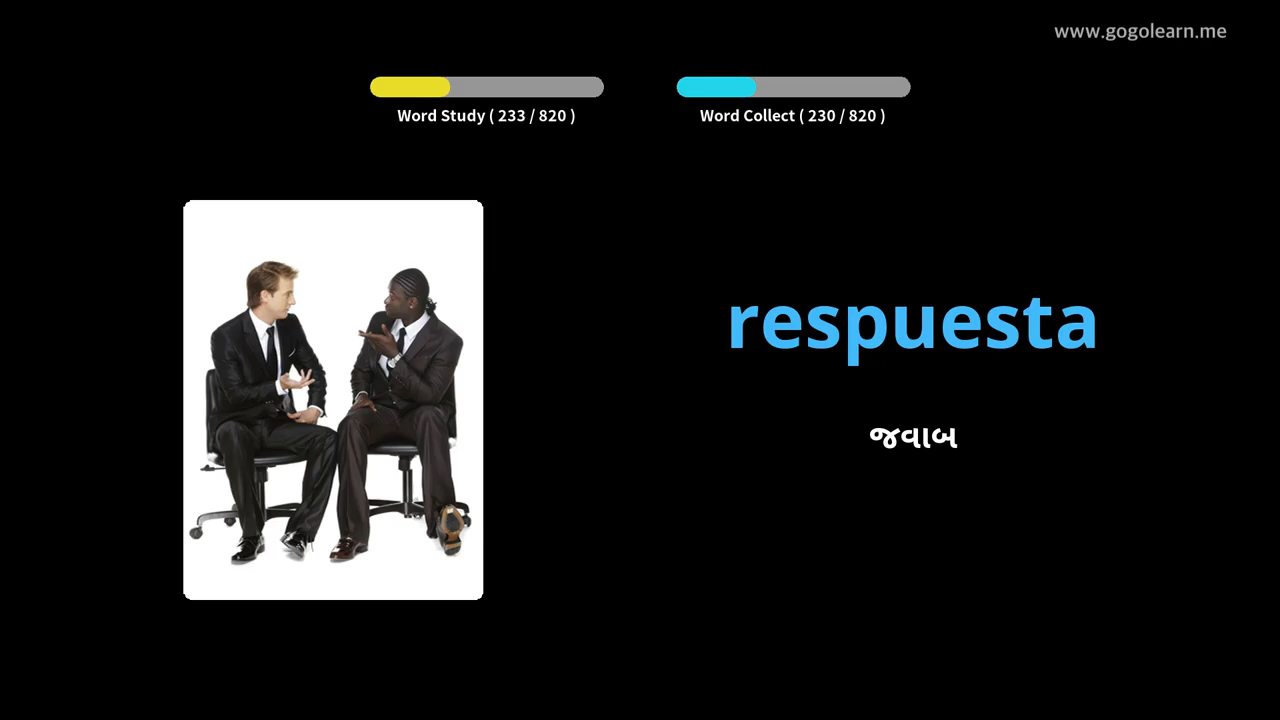 www.gogolearn.me
Word Study ( 233 / 820 )
Word Collect ( 230 / 820 )
respuesta
જવાબ